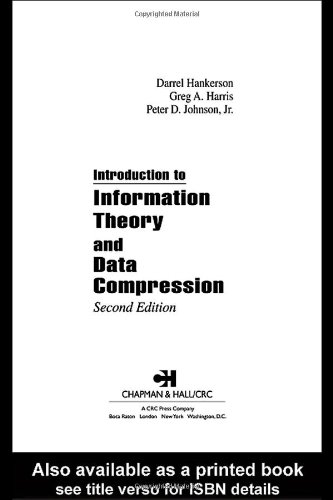 Darrel Hankerson
Greg A. Harris
Peter D. Johnson, Jr.
Introduction to
Information
Theory
and
Data
Compression
Second Edition
CH
CHAPMAN & HALL/CRC
A CRC Press Company
Boca Raton London New York Washington, D.C.
Also available as a printed book
see title verso for ISBN details